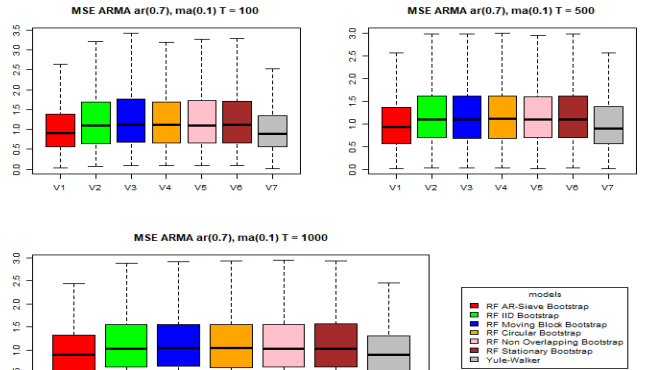 MSE ARMA ar(0.7), ma(0.1) T = 100
3.5
3.0
2.5
2.0
1.5
1.0
0.5
0.0
V1 V2 V3 V4 V5 V6 V7
MSE ARMA ar(0.7), ma(0.1) T = 500
3.0
2.5
2.0
1.5
1.0
0.5
0.0
V1 V2 V3 V4 V5 V6 V7
MSE ARMA ar(0.7), ma(0.1) T = 1000
3.0
2.5
2.0
1.5
1.0
models
RF AR-Sieve Bootstrap
RF IID Bootstrap
RF Moving Block Bootstrap
RF Circular Bootstrap
RF Non Overlapping Bootstrap
RF Stationary Bootstrap
Yule-Walker